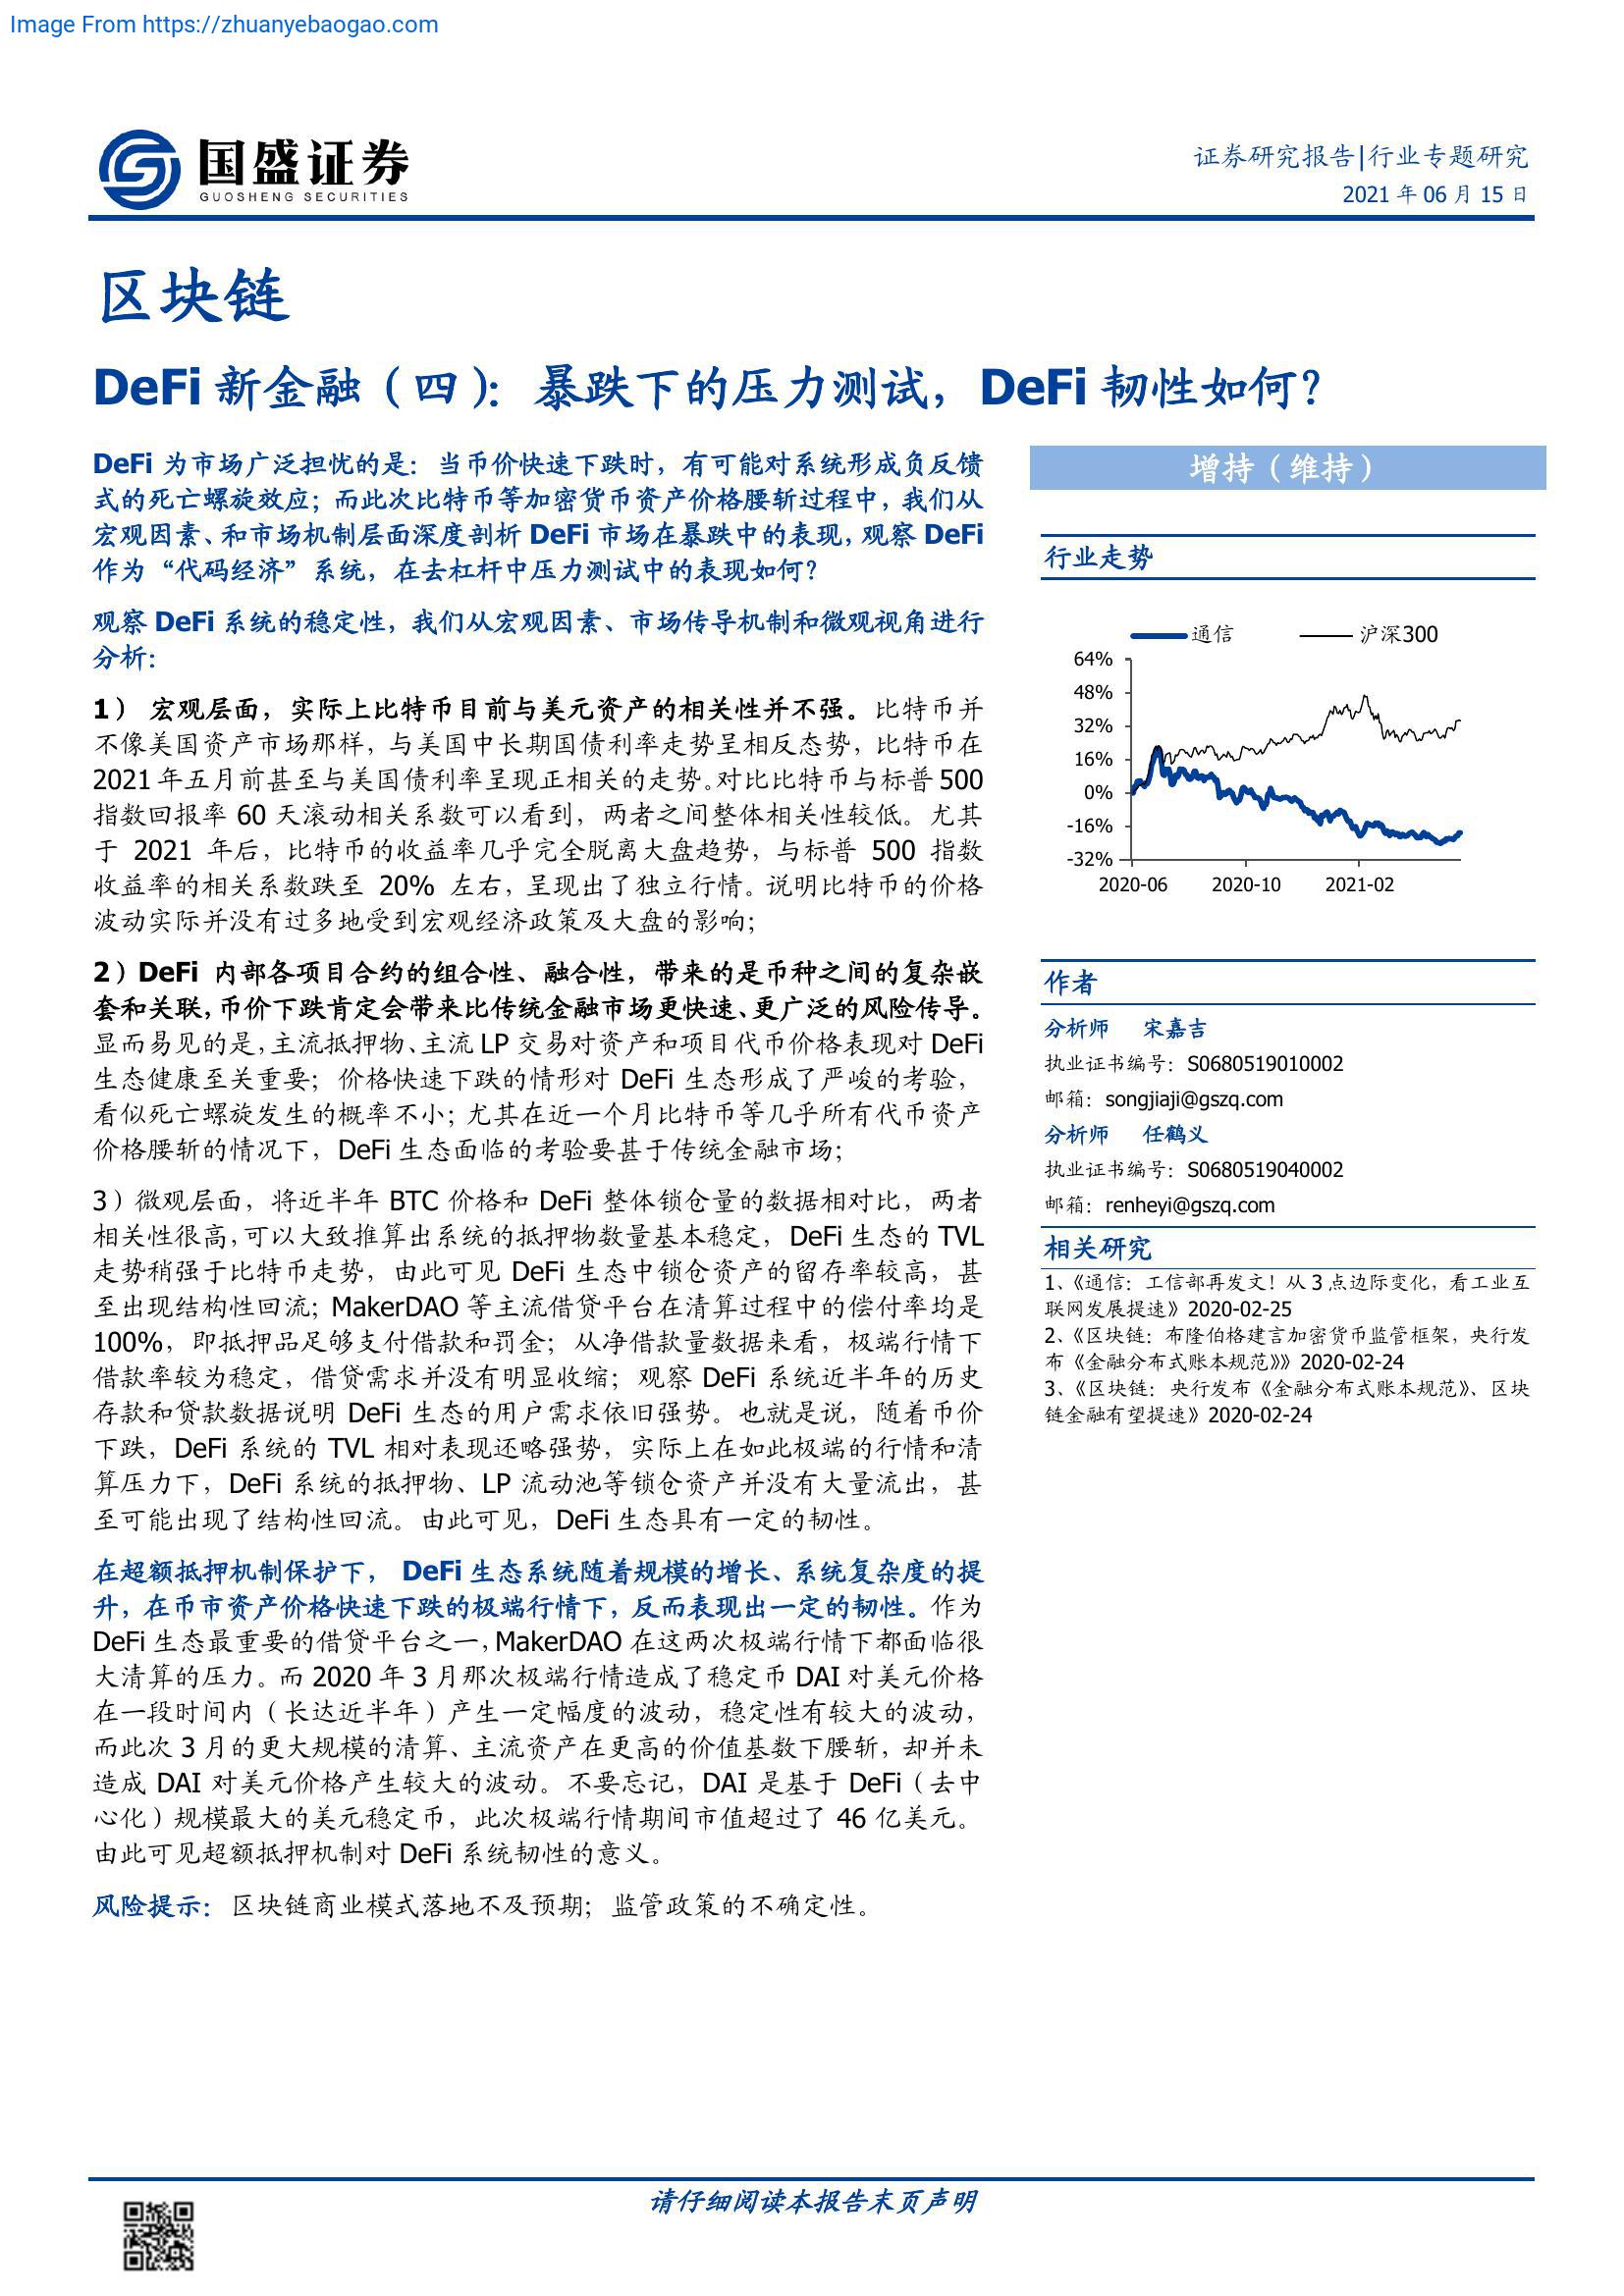 Image From https://zhuanyebaogao.com
国盛证券
GUOSHENG SECURITIES
证券研究报告|行业专题研究
2021 年 06 月 15 日
区块链
DeFi 新金融（四）：暴跌下的压力测试，DeFi 韧性如何？
DeFi 为市场广泛担忧的是：当币价快速下跌时，有可能对系统形成负反馈
式的死亡螺旋效应；而此次比特币等加密货币资产价格腰斩过程中，我们从
宏观因素、和市场机制层面深度剖析 DeFi 市场在暴跌中的表现，观察 DeFi
作为“代码经济”系统，在去杠杆中压力测试中的表现如何？
观察 DeFi 系统的稳定性，我们从宏观因素、市场传导机制和微观视角进行
分析：
1） 宏观层面，实际上比特币目前与美元资产的相关性并不强。比特币并
不像美国资产市场那样，与美国中长期国债利率走势呈相反态势，比特币在
2021 年五月前甚至与美国债利率呈现正相关的走势。对比比特币与标普 500
指数回报率 60 天滚动相关系数可以看到，两者之间整体相关性较低。尤其
于 2021 年后，比特币的收益率几乎完全脱离大盘趋势，与标普 500 指数
收益率的相关系数跌至 20% 左右，呈现出了独立行情。说明比特币的价格
波动实际并没有过多地受到宏观经济政策及大盘的影响；
2）DeFi 内部各项目合约的组合性、融合性，带来的是币种之间的复杂嵌
套和关联，币价下跌肯定会带来比传统金融市场更快速、更广泛的风险传导。
显而易见的是，主流抵押物、主流 LP 交易对资产和项目代币价格表现对 DeFi
生态健康至关重要；价格快速下跌的情形对 DeFi 生态形成了严峻的考验，
看似死亡螺旋发生的概率不小；尤其在近一个月比特币等几乎所有代币资产
价格腰斩的情况下，DeFi 生态面临的考验要甚于传统金融市场；
3）微观层面，将近半年 BTC 价格和 DeFi 整体锁仓量的数据相对比，两者
相关性很高，可以大致推算出系统的抵押物数量基本稳定，DeFi 生态的 TVL
走势稍强于比特币走势，由此可见 DeFi 生态中锁仓资产的留存率较高，甚
至出现结构性回流；MakerDAO 等主流借贷平台在清算过程中的偿付率均是
100%，即抵押品足够支付借款和罚金；从净借款量数据来看，极端行情下
借款率较为稳定，借贷需求并没有明显收缩；观察 DeFi 系统近半年的历史
存款和贷款数据说明 DeFi 生态的用户需求依旧强势。也就是说，随着币价
下跌，DeFi 系统的 TVL 相对表现还略强势，实际上在如此极端的行情和清
算压力下，DeFi 系统的抵押物、LP 流动池等锁仓资产并没有大量流出，甚
至可能出现了结构性回流。由此可见，DeFi 生态具有一定的韧性。
在超额抵押机制保护下， DeFi 生态系统随着规模的增长、系统复杂度的提
升，在币市资产价格快速下跌的极端行情下，反而表现出一定的韧性。作为
DeFi 生态最重要的借贷平台之一，MakerDAO 在这两次极端行情下都面临很
大清算的压力。而 2020 年 3 月那次极端行情造成了稳定币 DAI 对美元价格
在一段时间内（长达近半年）产生一定幅度的波动，稳定性有较大的波动，
而此次 3 月的更大规模的清算、主流资产在更高的价值基数下腰斩，却并未
造成 DAI 对美元价格产生较大的波动。不要忘记，DAI 是基于 DeFi（去中
心化）规模最大的美元稳定币，此次极端行情期间市值超过了 46 亿美元。
由此可见超额抵押机制对 DeFi 系统韧性的意义。
风险提示：区块链商业模式落地不及预期；监管政策的不确定性。
增持（维持）
行业走势
通信 沪深300
64%
48%
32%
16%
0%
-16%
-32%
2020-06 2020-10 2021-02
作者
分析师 宋嘉吉
执业证书编号：S0680519010002
邮箱：songjiaji@gszq.com
分析师 任鹤义
执业证书编号：S0680519040002
邮箱：renheyi@gszq.com
相关研究
1、《通信：工信部再发文！从 3 点边际变化，看工业互
联网发展提速》2020-02-25
2、《区块链：布隆伯格建言加密货币监管框架，央行发
布《金融分布式账本规范》》2020-02-24
3、《区块链：央行发布《金融分布式账本规范》、区块
链金融有望提速》2020-02-24
请仔细阅读本报告末页声明